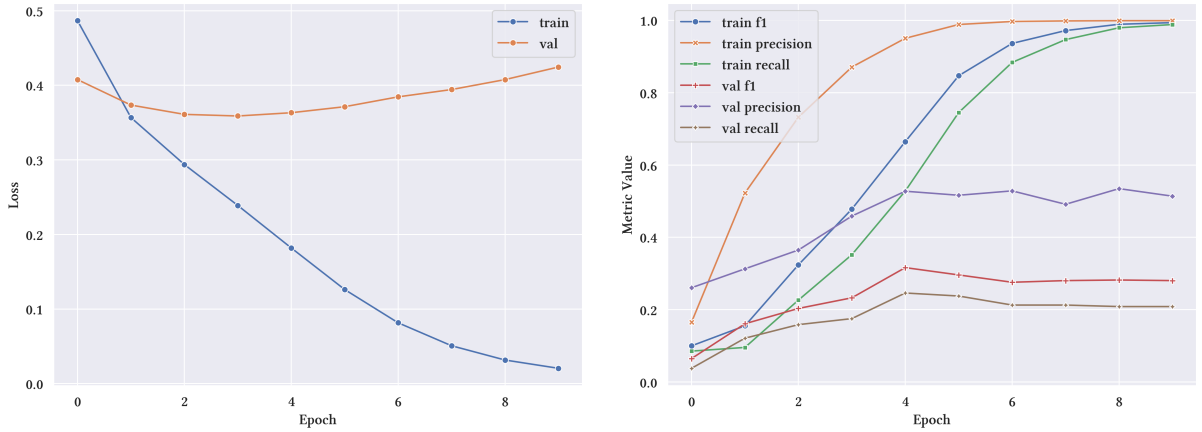 0.5
0.4
0.3
0.2
0.1
0.0
Loss
0 2 4 6 8
Epoch
train
val
1.0
0.8
0.6
0.4
0.2
0.0
Metric Value
0 2 4 6 8
Epoch
train f1
train precision
train recall
val f1
val precision
val recall